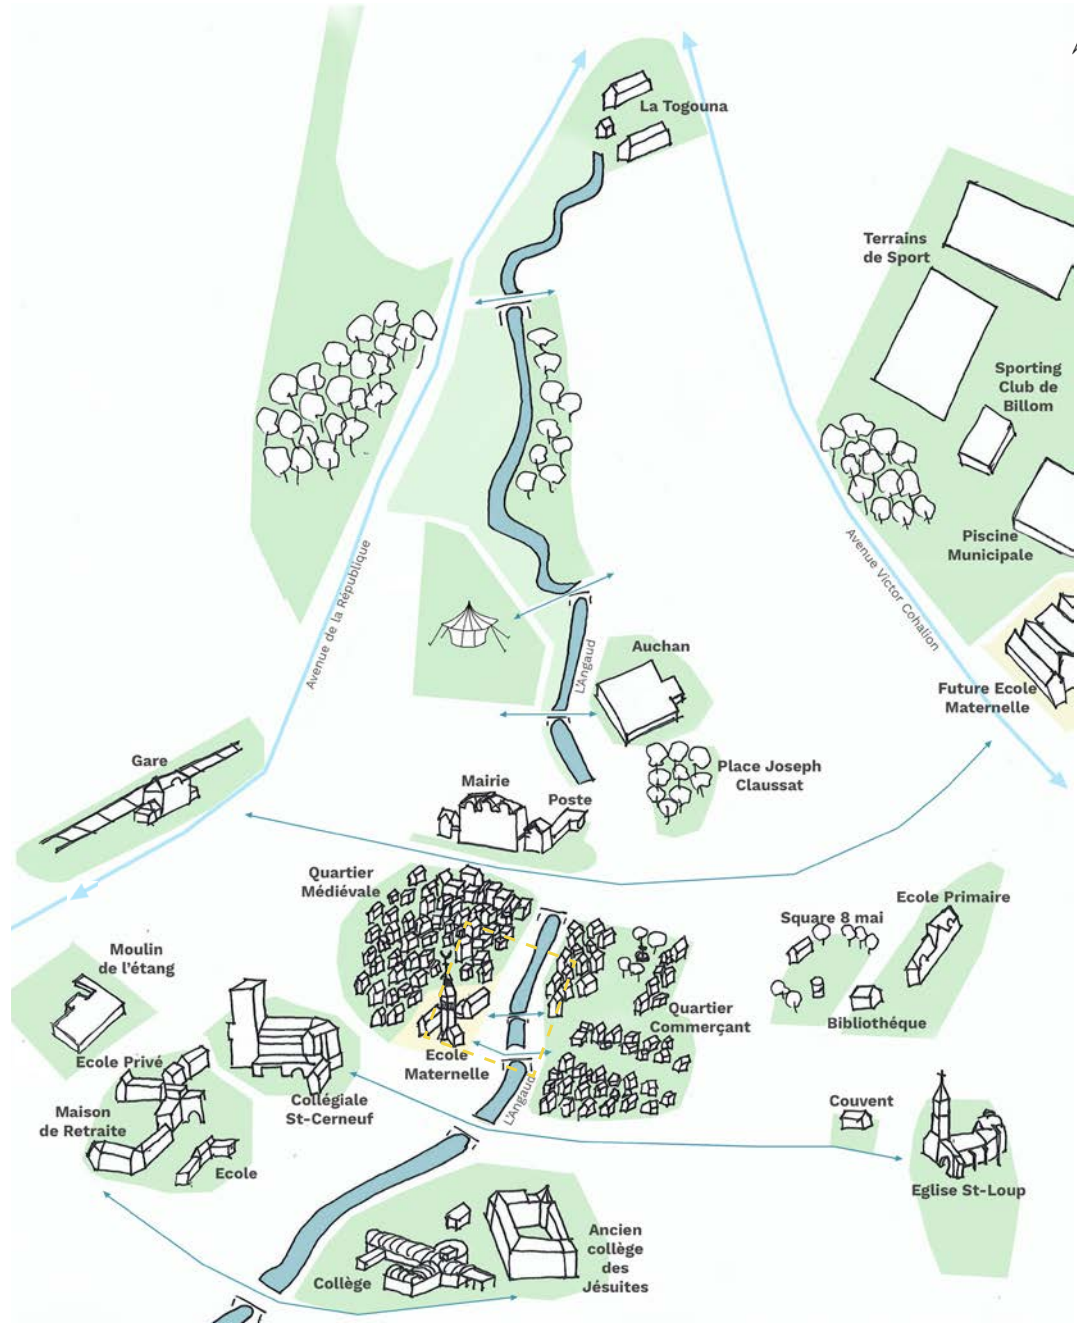 La Togouna
Terrains
de Sport
Sporting
Club de
Billom
Piscine
Municipale
Avenue Victor Cohalion
Avenue de la République
L'Angaud
Auchan
Future Ecole
Maternelle
Place Joseph
Claussat
Gare
Mairie
Poste
Quartier
Médiévale
Ecole Primaire
Square 8 mai
Bibliothéque
Moulin
de l'étang
Quartier
Commerçant
Ecole
Maternelle
L'Angaud
Ecole Privé
Collégiale
St-Cerneuf
Maison
de Retraite
Ecole
Couvent
Eglise St-Loup
Ancien
collège
des
Jésuites
Collège